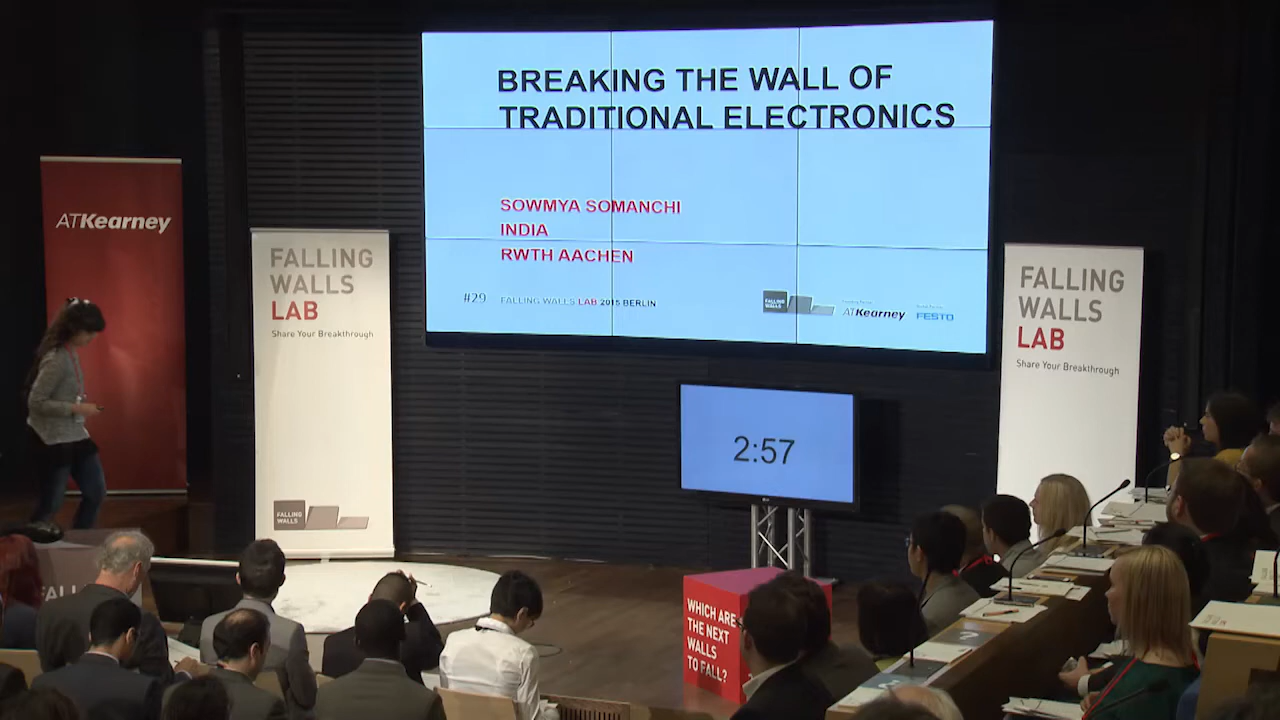 BREAKING THE WALL OF
TRADITIONAL ELECTRONICS
SOWMYA SOMANCHI
INDIA
RWTH AACHEN
#29 FALLING WALLS LAB 2015 BERLIN
FALLING
WALLS
ATKearney
FESTO
ATKearney
FALLING
WALLS
LAB
Share Your Breakthrough
FALLING
WALLS
FALLING
WALLS
LAB
Share Your Breakthrough
2:57
WHICH ARE
THE NEXT
WALLS
TO FALL?